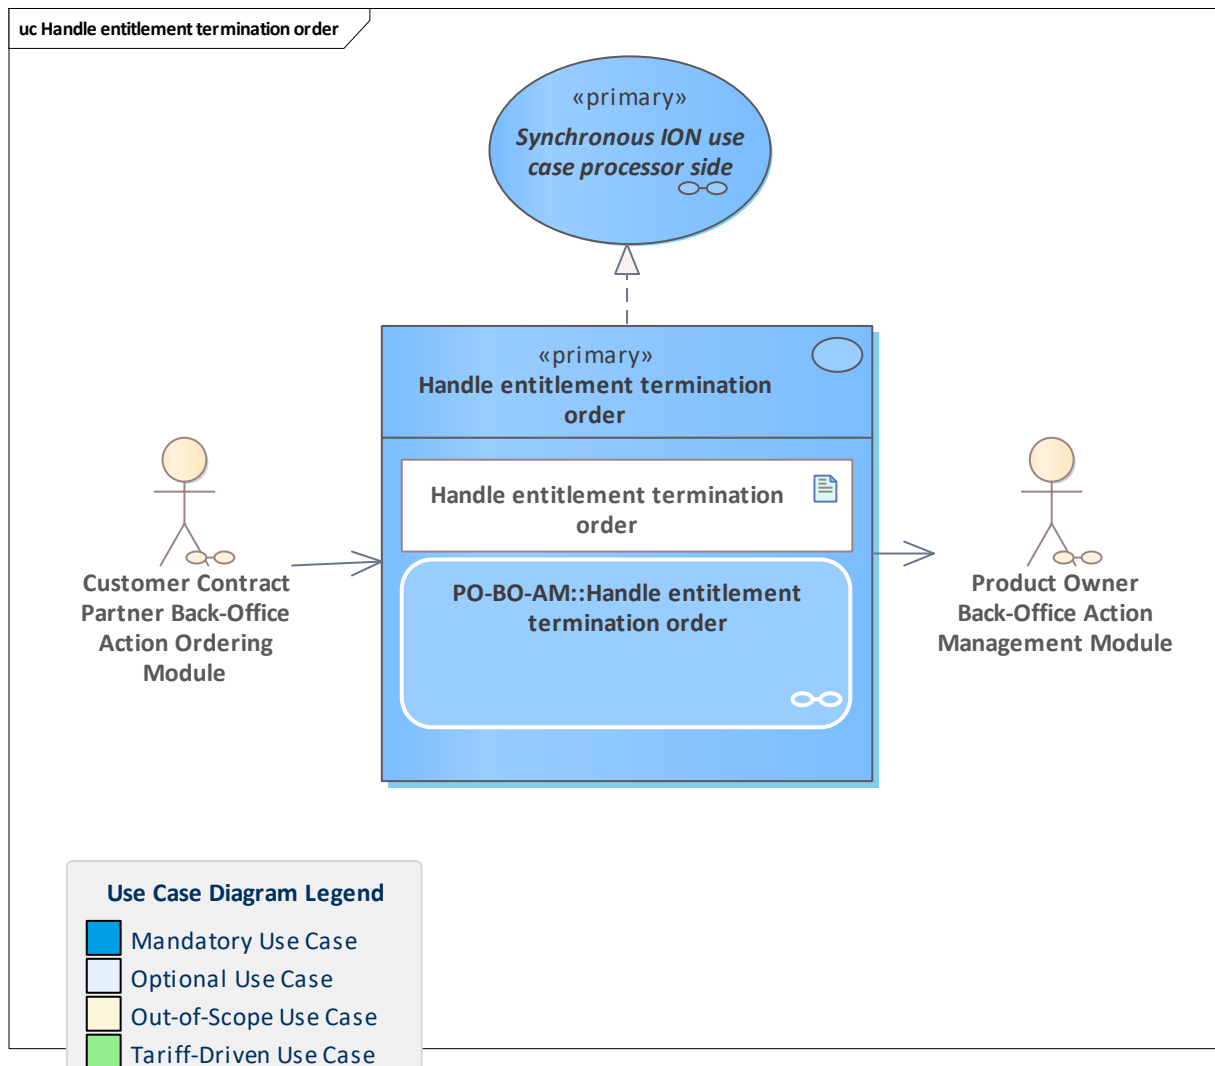 uc Handle entitlement termination order
«primary»
Synchronous ION use
case processor side
«primary»
Handle entitlement termination
order
Handle entitlement termination
order
PO-BO-AM::Handle entitlement
termination order
Customer Contract
Partner Back-Office
Action Ordering
Module
Product Owner
Back-Office Action
Management Module
Use Case Diagram Legend
Mandatory Use Case
Optional Use Case
Out-of-Scope Use Case
Tariff-Driven Use Case